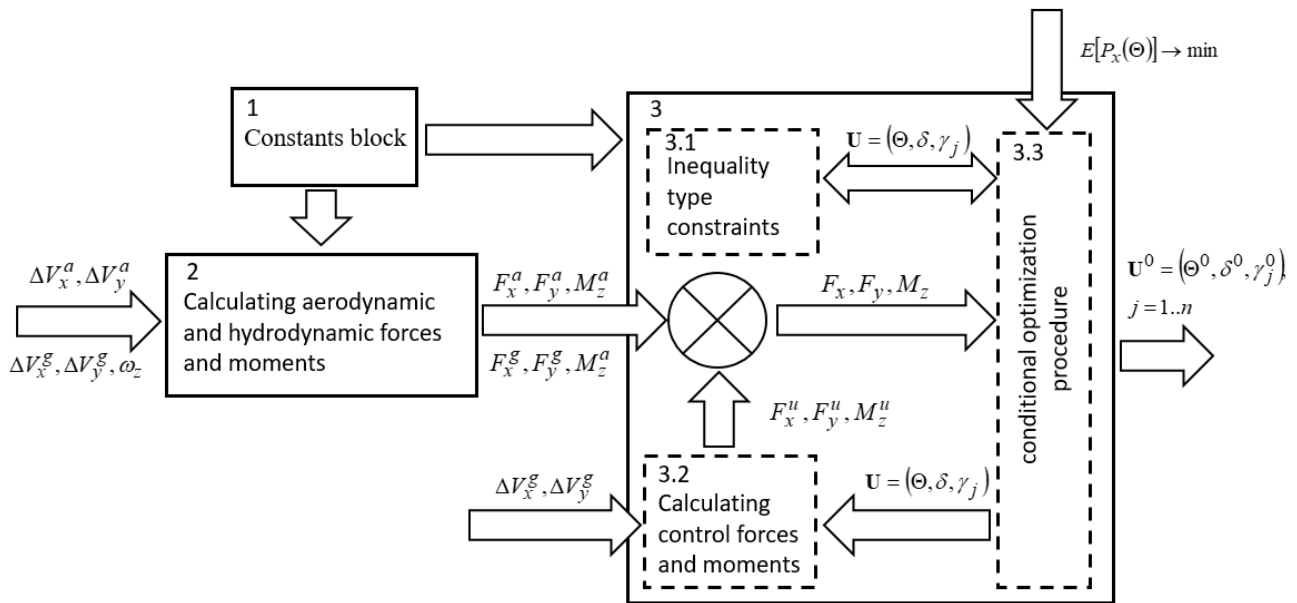 E[P_x(Θ)] → min
1
Constants block
3
3.1
Inequality
type
constraints
U = (Θ, δ, γ_j)
3.3
conditional optimization
procedure
ΔV_x^a, ΔV_y^a
ΔV_x^g, ΔV_y^g, ω_z
2
Calculating aerodynamic
and hydrodynamic forces
and moments
F_x^a, F_y^a, M_z^a
F_x^g, F_y^g, M_z^a
F_x, F_y, M_z
U^0 = (Θ^0, δ^0, γ_j^0),
j = 1..n
F_x^u, F_y^u, M_z^u
ΔV_x^g, ΔV_y^g
3.2
Calculating
control forces
and moments
U = (Θ, δ, γ_j)